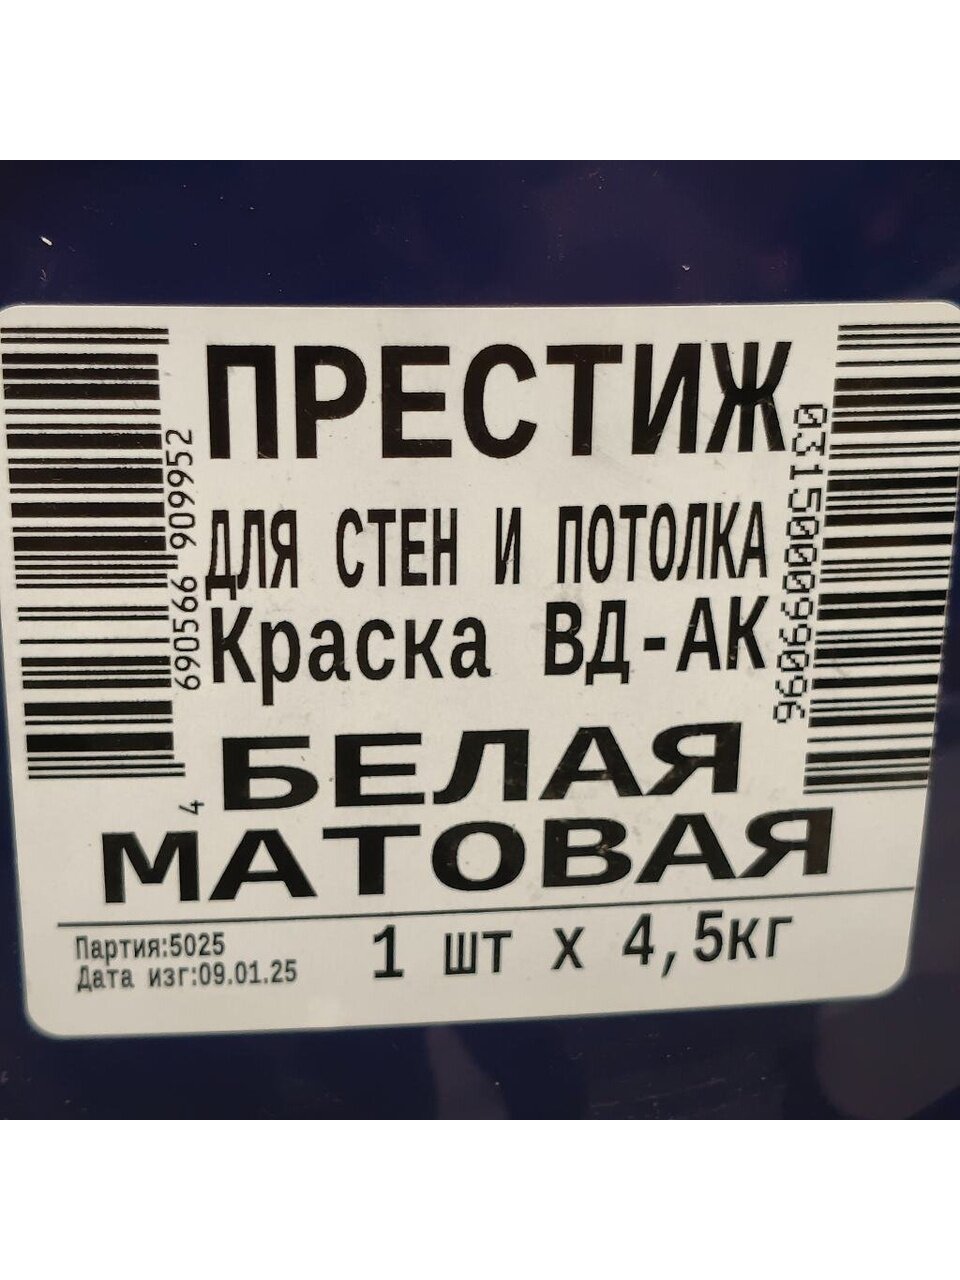 ПРЕСТИЖ
ДЛЯ СТЕН И ПОТОЛКА
Краска ВД-АК
БЕЛАЯ
МАТОВАЯ
Партия:5025
Дата изг:09.01.25
1 шт х 4,5кг
4 690566 909952
031500099096